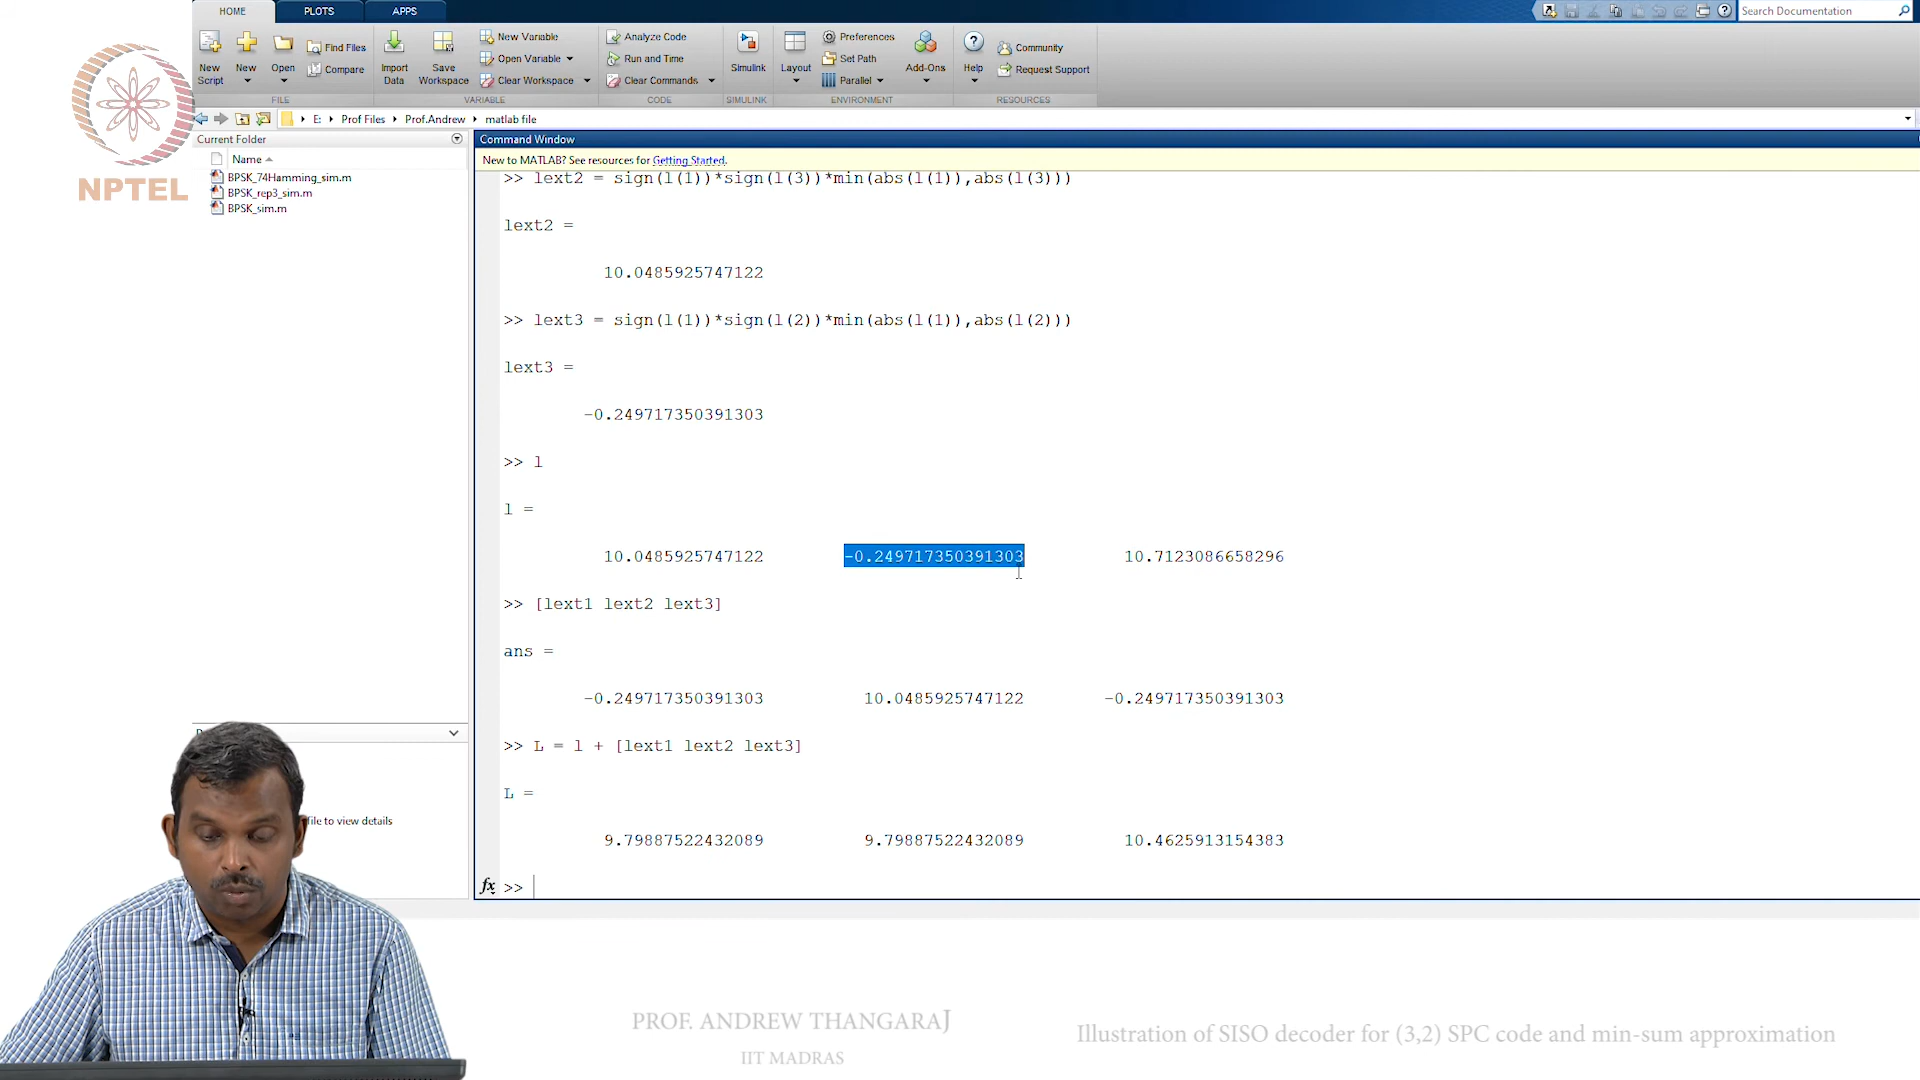 HOME PLOTS APPS
Search Documentation
New Script
New
Open
Find Files
Compare
Import Data
Save Workspace
New Variable
Open Variable
Clear Workspace
Analyze Code
Run and Time
Clear Commands
Simulink
Layout
Preferences
Set Path
Parallel
Add-Ons
Help
Community
Request Support
FILE VARIABLE CODE SIMULINK ENVIRONMENT RESOURCES
NPTEL
E: Prof Files Prof.Andrew matlab file
Current Folder
Name
BPSK_74Hamming_sim.m
BPSK_rep3_sim.m
BPSK_sim.m
file to view details
Command Window
New to MATLAB? See resources for Getting Started.
>> lext2 = sign(l(1))*sign(l(3))*min(abs(l(1)),abs(l(3)))
lext2 =
10.0485925747122
>> lext3 = sign(l(1))*sign(l(2))*min(abs(l(1)),abs(l(2)))
lext3 =
-0.249717350391303
>> l
l =
10.0485925747122 -0.249717350391303 10.7123086658296
>> [lext1 lext2 lext3]
ans =
-0.249717350391303 10.0485925747122 -0.249717350391303
>> L = l + [lext1 lext2 lext3]
L =
9.79887522432089 9.79887522432089 10.4625913154383
fx >>
PROF. ANDREW THANGARAJ
IIT MADRAS
Illustration of SISO decoder for (3,2) SPC code and min-sum approximation